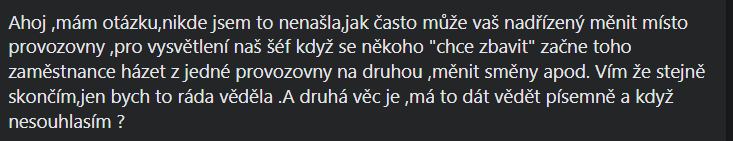 Ahoj ,mám otázku,nikde jsem to nenašla,jak často může vaš nadřízený měnit místo
provozovny ,pro vysvětlení naš šéf když se někoho "chce zbavit" začne toho
zaměstnance házet z jedné provozovny na druhou ,měnit směny apod. Vím že stejně
skončím,jen bych to ráda věděla .A druhá věc je ,má to dát vědět písemně a když
nesouhlasím ?